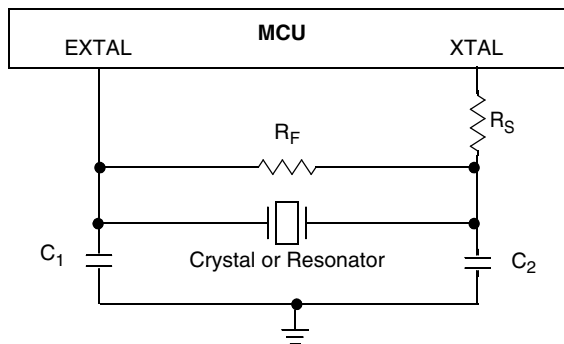 MCU
EXTAL
XTAL
R_S
R_F
Crystal or Resonator
C_1
C_2